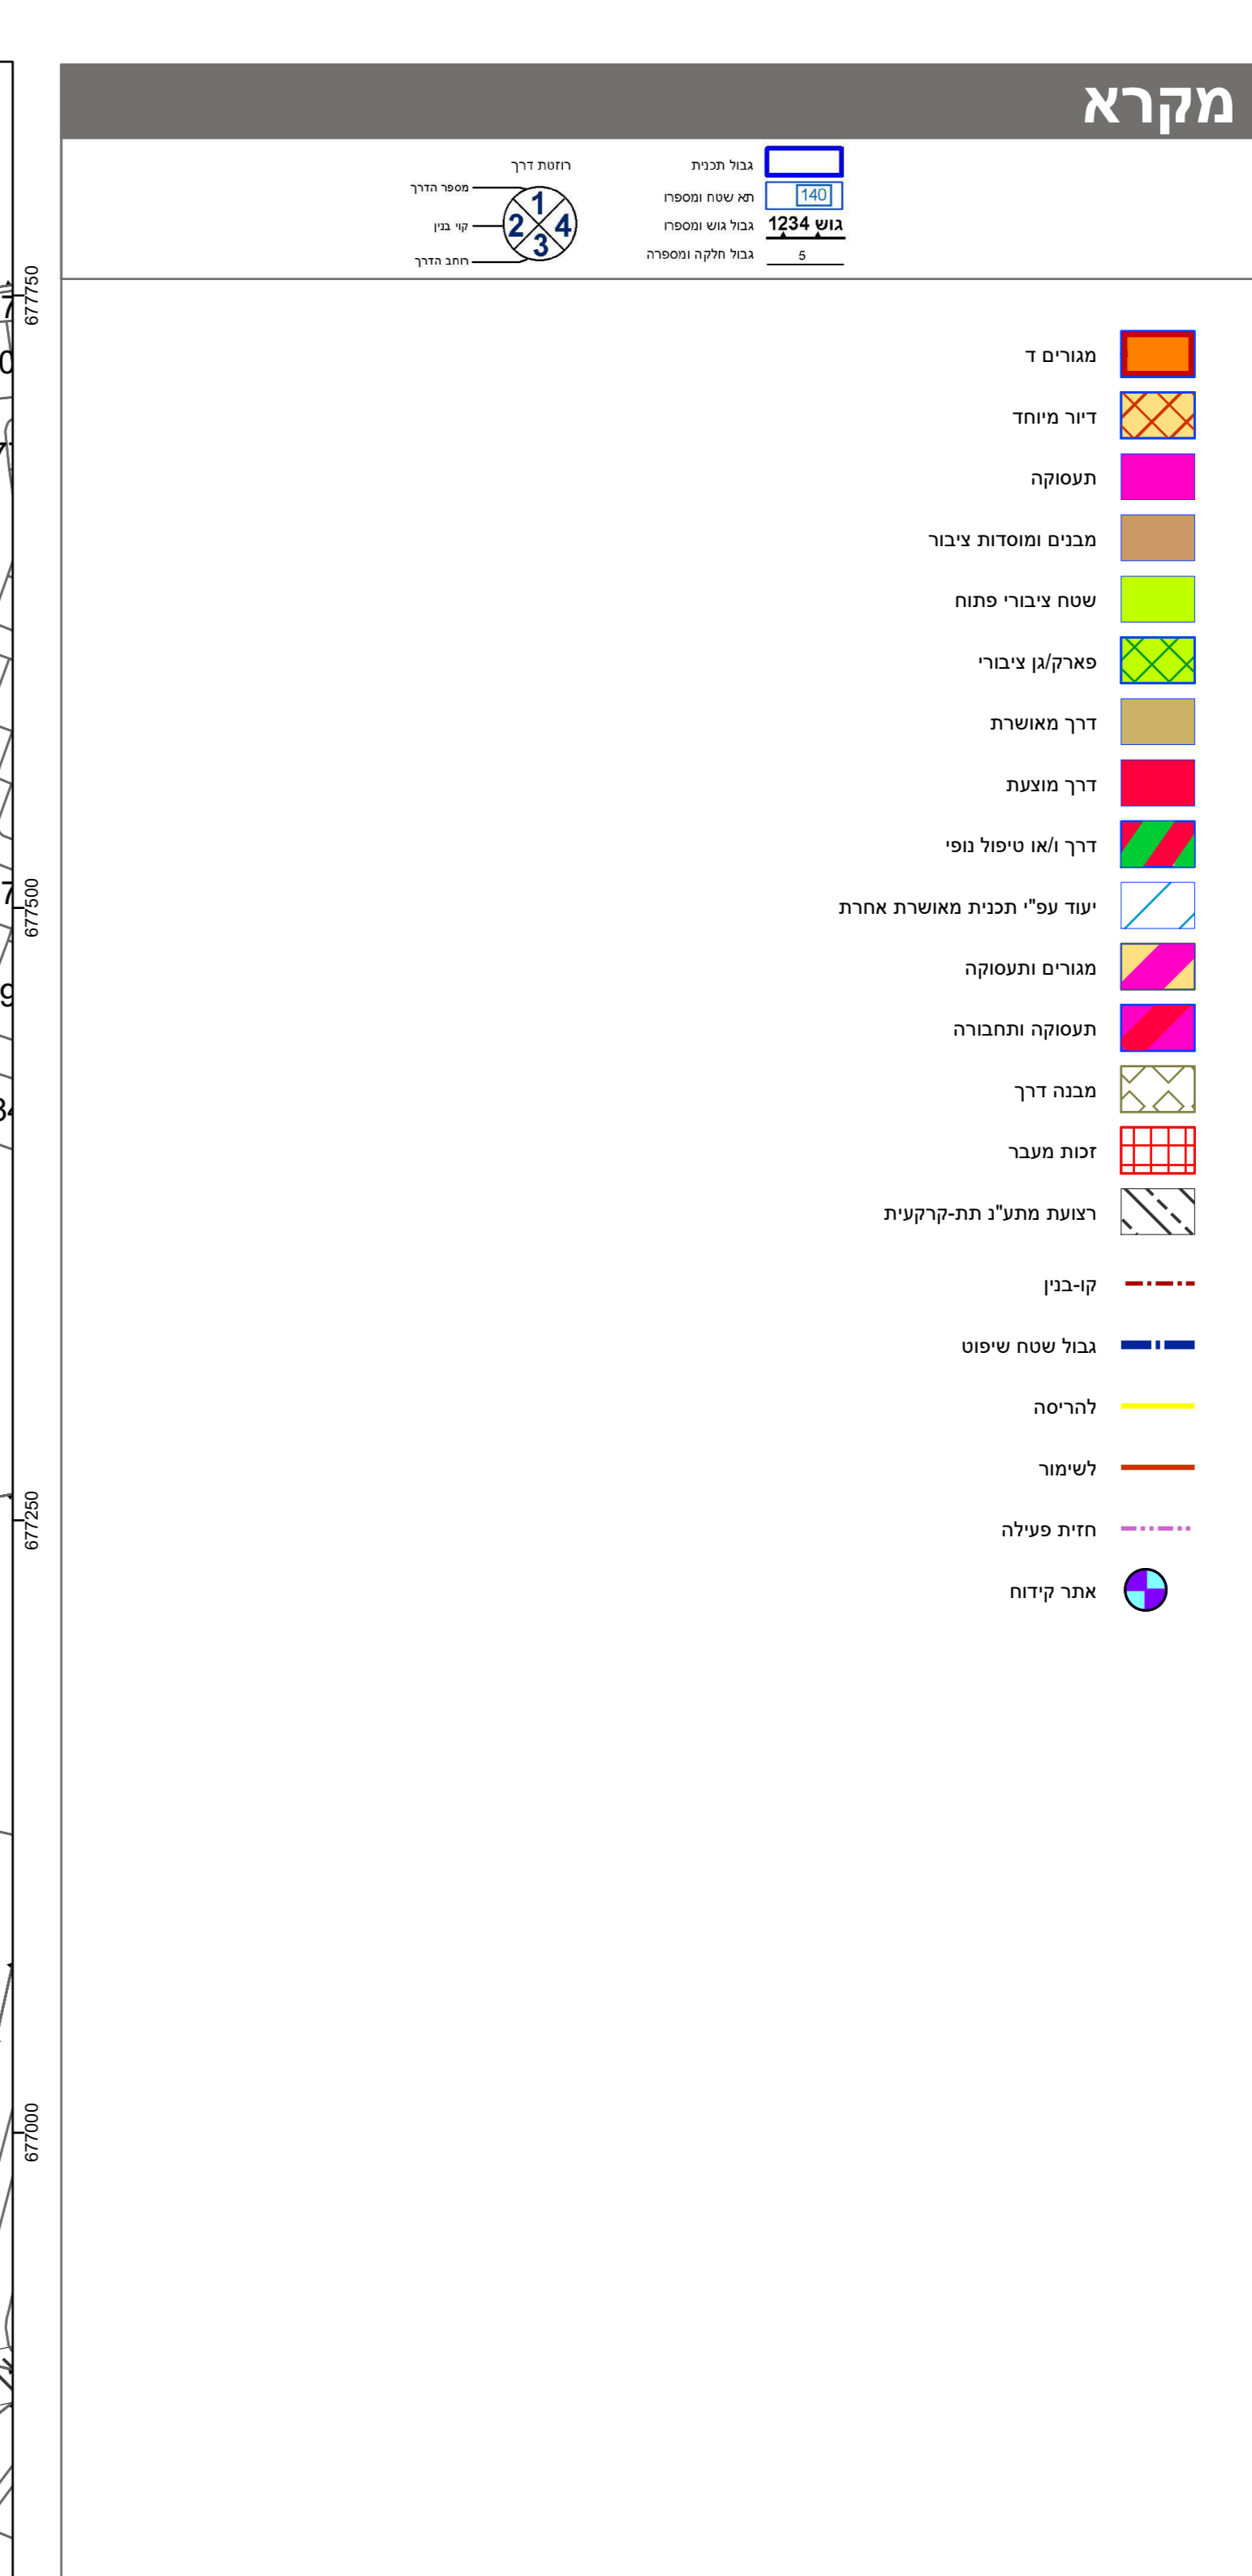 מקרא
גבול תכנית
140
תא שטח ומספרו
גוש 1234
גבול גוש ומספרו
5
גבול חלקה ומספרה
רוזטת דרך
מספר הדרך
קוי בנין
רוחב הדרך
1
2 4
3
מגורים ד
דיור מיוחד
תעסוקה
מבנים ומוסדות ציבור
שטח ציבורי פתוח
פארק/גן ציבורי
דרך מאושרת
דרך מוצעת
דרך ו/או טיפול נופי
יעוד עפ"י תכנית מאושרת אחרת
מגורים ותעסוקה
תעסוקה ותחבורה
מבנה דרך
זכות מעבר
רצועת מתע"נ תת-קרקעית
קו-בנין
גבול שטח שיפוט
להריסה
לשימור
חזית פעילה
אתר קידוח
677750
677500
677250
677000